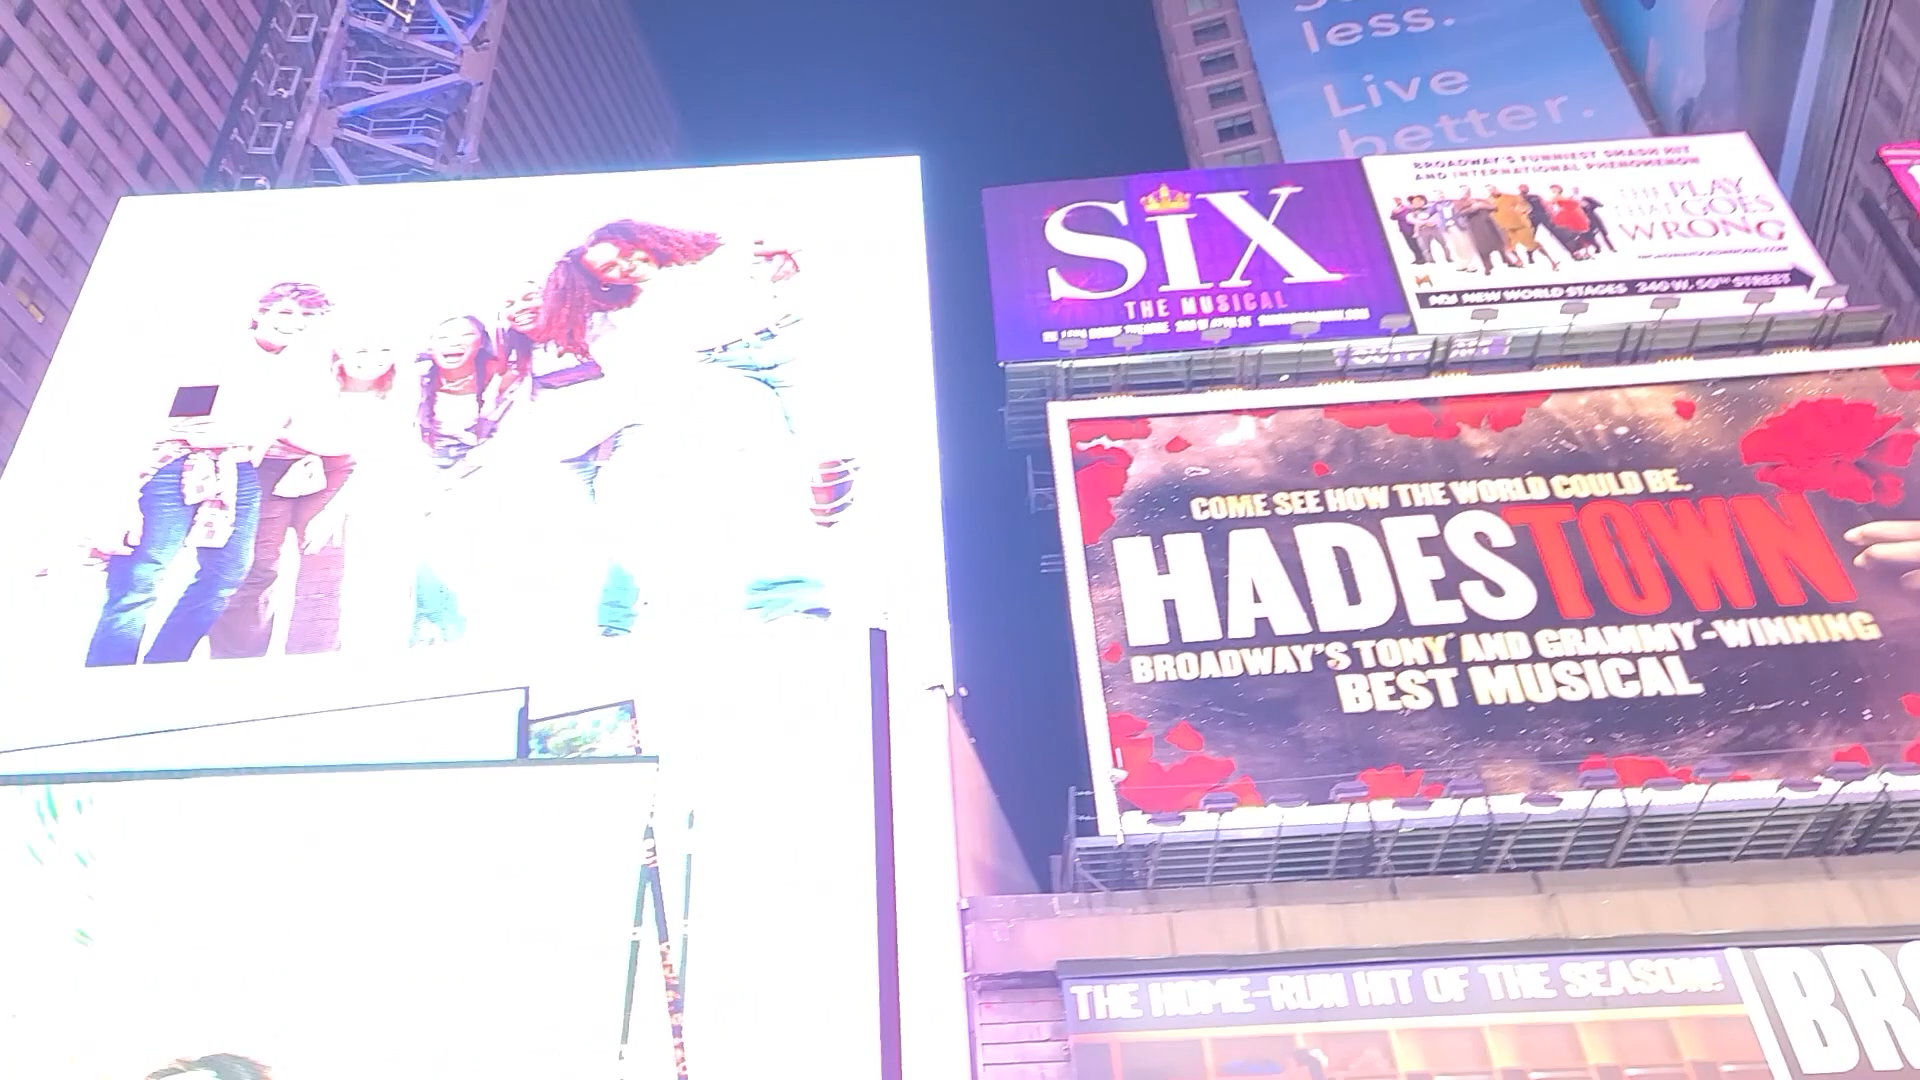 less.
Live
better.
SIX
THE MUSICAL
BROADWAY'S FUNNIEST SMASH HIT
AND INTERNATIONAL PHENOMENON
THE PLAY
THAT GOES
WRONG
NEW WORLD STAGES 340 W. 50TH STREET
COME SEE HOW THE WORLD COULD BE.
HADESTOWN
BROADWAY'S TONY® AND GRAMMY®-WINNING
BEST MUSICAL
THE HOME-RUN HIT OF THE SEASON!